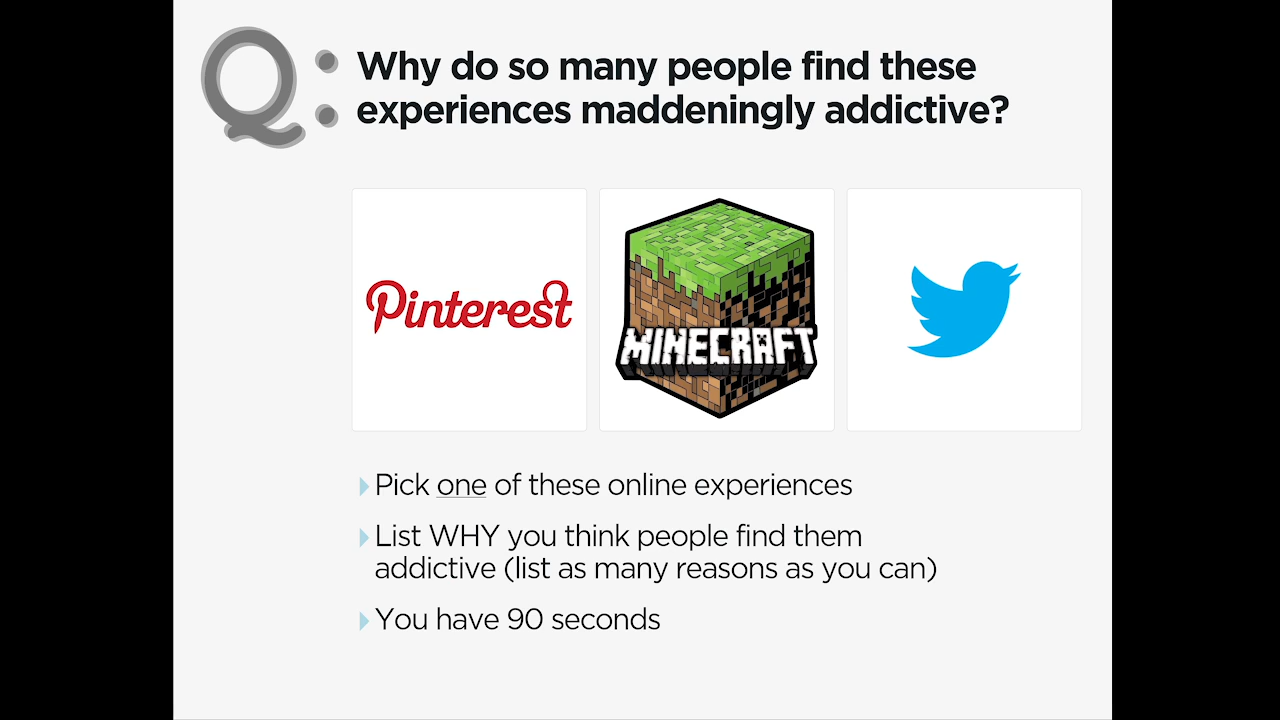 Q: Why do so many people find these
experiences maddeningly addictive?
Pinterest
MINECRAFT
Pick one of these online experiences
List WHY you think people find them
addictive (list as many reasons as you can)
You have 90 seconds